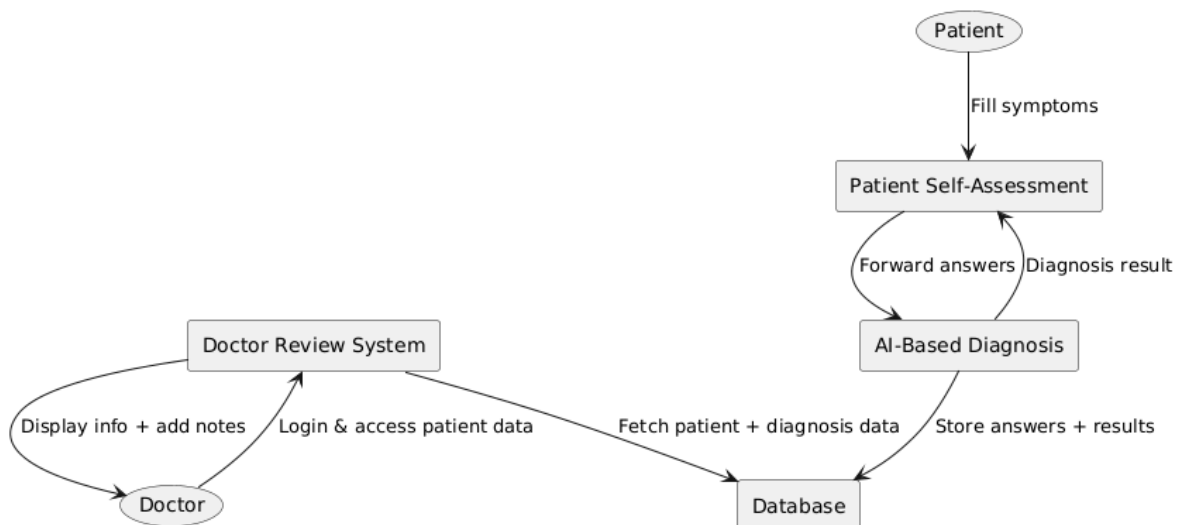 Patient
Fill symptoms
Patient Self-Assessment
Forward answers
Diagnosis result
Doctor Review System
AI-Based Diagnosis
Display info + add notes
Login & access patient data
Fetch patient + diagnosis data
Store answers + results
Doctor
Database